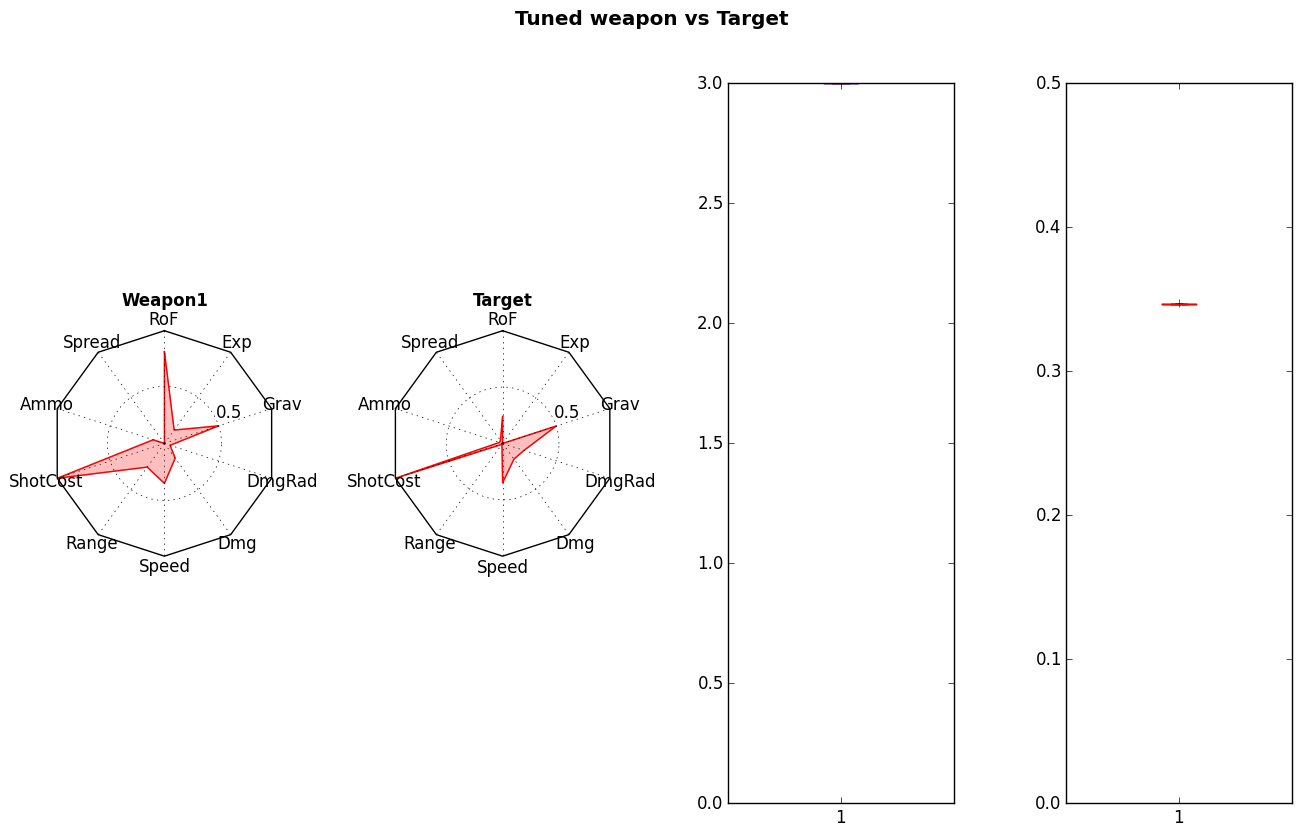 Tuned weapon vs Target
Weapon1
RoF
Spread
Exp
Ammo
Grav
0.5
ShotCost
DmgRad
Range
Dmg
Speed
Target
RoF
Spread
Exp
Ammo
Grav
0.5
ShotCost
DmgRad
Range
Dmg
Speed
3.0
2.5
2.0
1.5
1.0
0.5
0.0
1
0.5
0.4
0.3
0.2
0.1
0.0
1